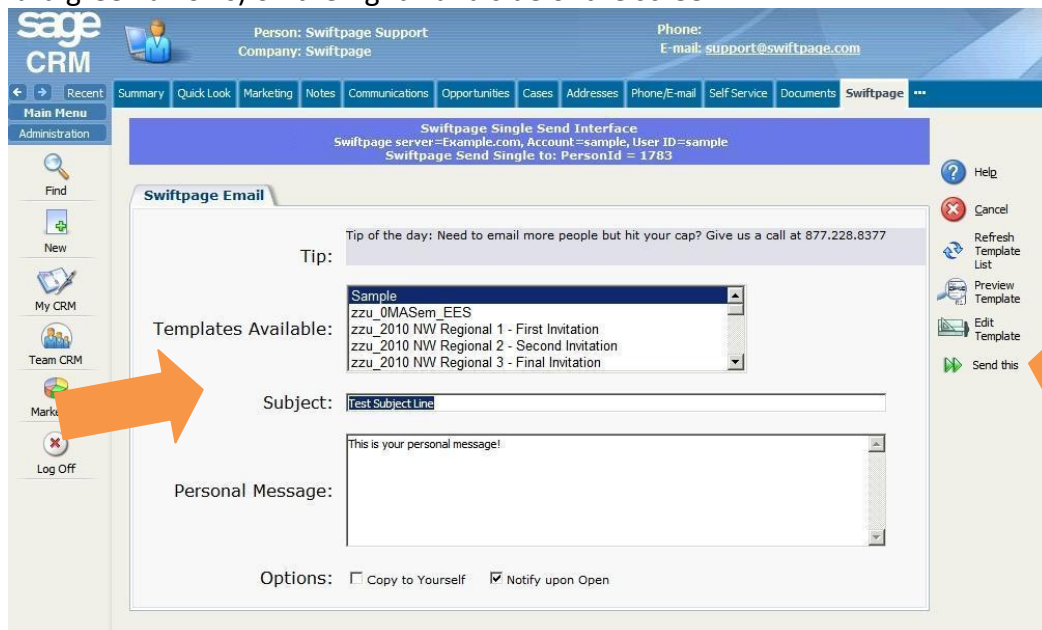 sage
CRM
Person: Swiftpage Support
Company: Swiftpage
Phone:
E-mail: support@swiftpage.com
Recent
Summary Quick Look Marketing Notes Communications Opportunities Cases Addresses Phone/E-mail Self Service Documents Swiftpage
Main Menu
Administration
Find
New
My CRM
Team CRM
Log Off
Swiftpage Single Send Interface
Swiftpage server=Example.com, Account=sample, User ID=sample
Swiftpage Send Single to: PersonId = 1783
Swiftpage Email
Tip:
Tip of the day: Need to email more people but hit your cap? Give us a call at 877.228.8377
Templates Available:
Sample
zzu_0MASem_EES
zzu_2010 NW Regional 1 - First Invitation
zzu_2010 NW Regional 2 - Second Invitation
zzu_2010 NW Regional 3 - Final Invitation
Subject:
Test Subject Line
Personal Message:
This is your personal message!
Options:
Copy to Yourself
Notify upon Open
Help
Cancel
Refresh
Template
List
Preview
Template
Edit
Template
Send this